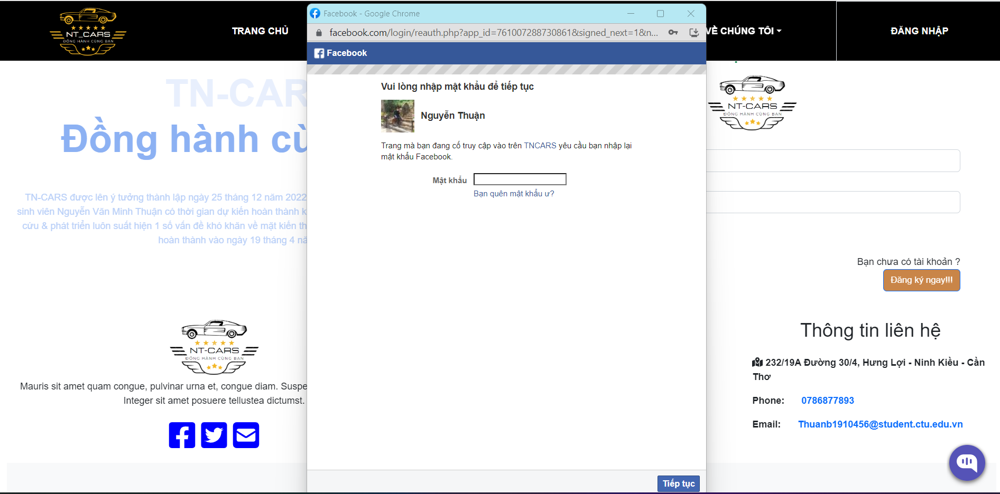 NT_CARS
ĐỒNG HÀNH CÙNG BẠN
TRANG CHỦ
VỀ CHÚNG TÔI
ĐĂNG NHẬP
Facebook - Google Chrome
facebook.com/login/reauth.php?app_id=761007288730861&signed_next=1&n...
Facebook
Vui lòng nhập mật khẩu để tiếp tục
Nguyễn Thuận
Trang mà bạn đang cố truy cập vào trên TNCARS yêu cầu bạn nhập lại
mật khẩu Facebook.
Mật khẩu
Bạn quên mật khẩu ư?
Tiếp tục
TN-CAR
Đồng hành cù
TN-CARS được lên ý tưởng thành lập ngày 25 tháng 12 năm 2022
sinh viên Nguyễn Văn Minh Thuận có thời gian dự kiến hoàn thành k
cứu & phát triển luôn suất hiện 1 số vấn đề khó khăn về mặt kiến th
hoàn thành vào ngày 19 tháng 4 nă
NT-CARS
ĐỒNG HÀNH CÙNG BẠN
Bạn chưa có tài khoản ?
Đăng ký ngay!!!
NT-CARS
ĐỒNG HÀNH CÙNG BẠN
Mauris sit amet quam congue, pulvinar urna et, congue diam. Suspe
Integer sit amet posuere tellustea dictumst.
Thông tin liên hệ
232/19A Đường 30/4, Hưng Lợi - Ninh Kiều - Cần
Thơ
Phone: 0786877893
Email: Thuanb1910456@student.ctu.edu.vn